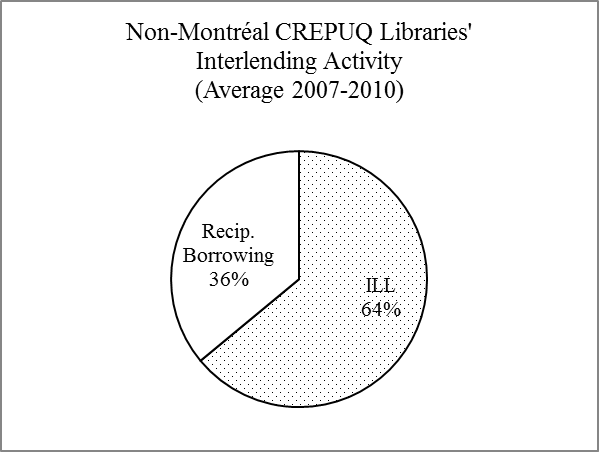 Non-Montréal CREPUQ Libraries'
Interlending Activity
(Average 2007-2010)
Recip.
Borrowing
36%
ILL
64%